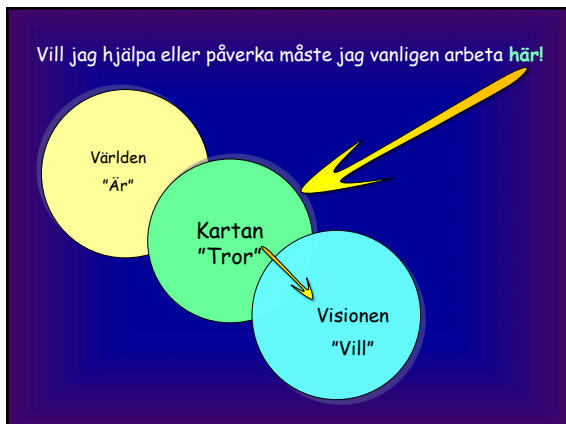 Vill jag hjälpa eller påverka måste jag vanligen arbeta här!
Världen
"Är"
Kartan
"Tror"
Visionen
"Vill"